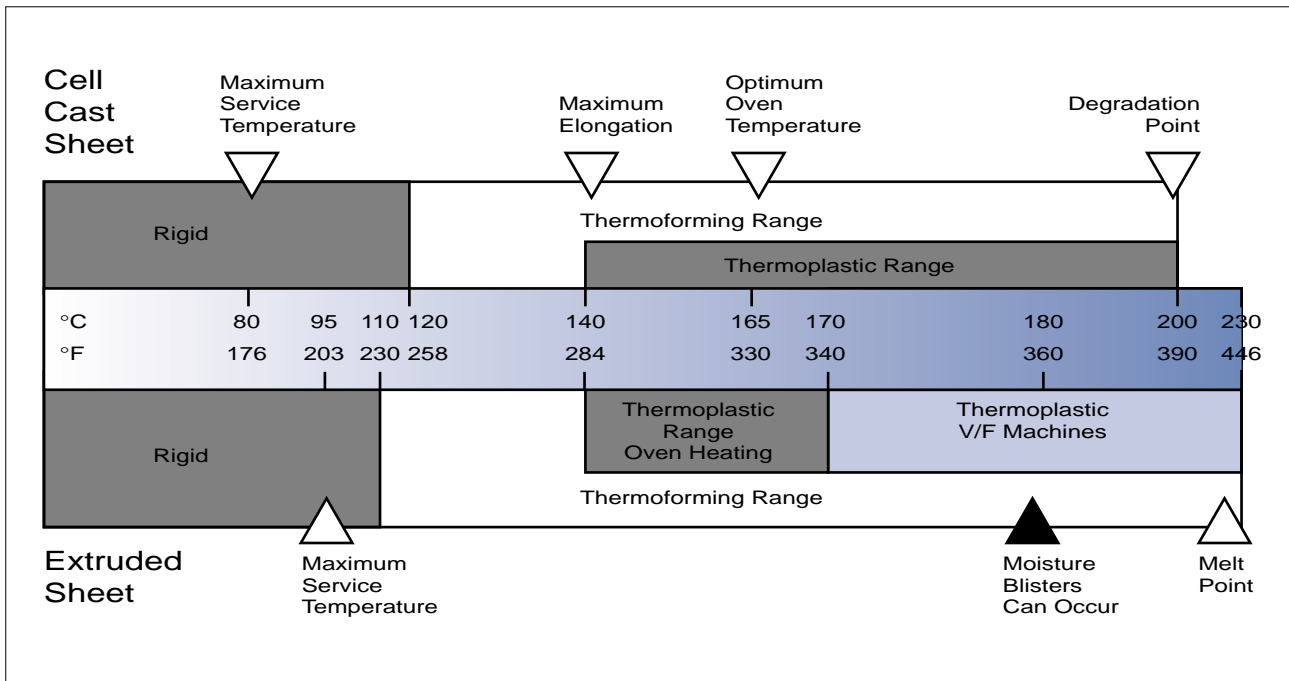 Cell
Cast
Sheet
Maximum
Service
Temperature
Maximum
Elongation
Optimum
Oven
Temperature
Degradation
Point
Rigid
Thermoforming Range
Thermoplastic Range
°C 80 95 110 120 140 165 170 180 200 230
°F 176 203 230 258 284 330 340 360 390 446
Rigid
Thermoplastic
Range
Oven Heating
Thermoplastic
V/F Machines
Thermoforming Range
Extruded
Sheet
Maximum
Service
Temperature
Moisture
Blisters
Can Occur
Melt
Point